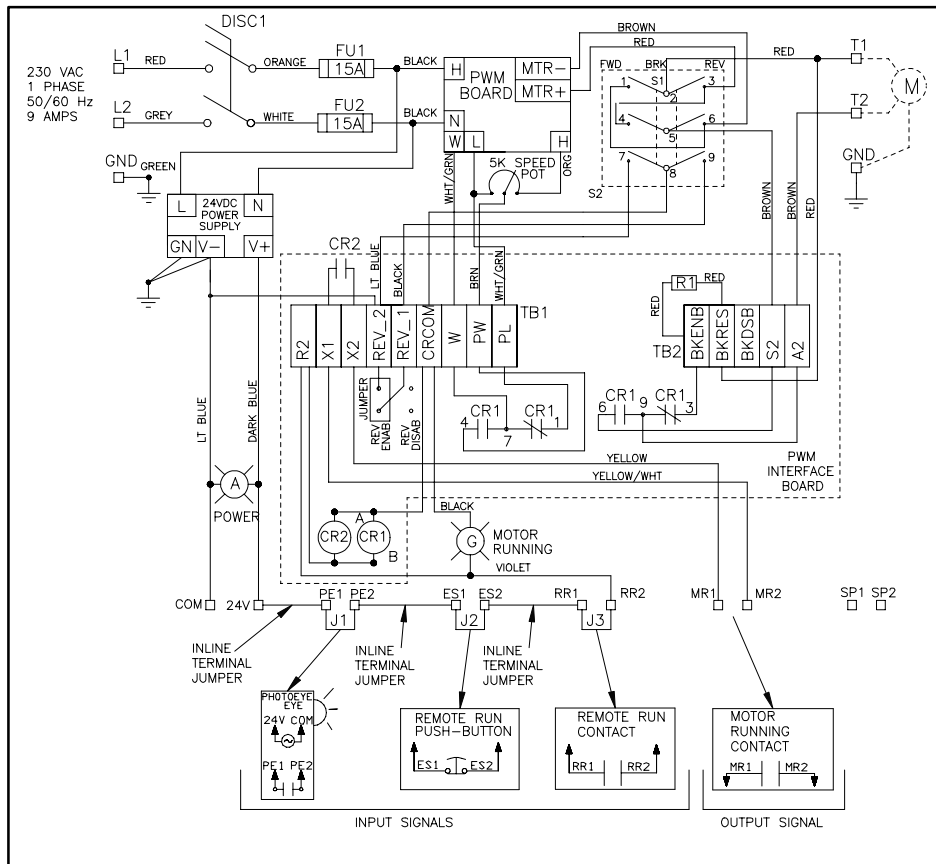 DISC1
L1
RED
ORANGE
FU1
15A
BLACK
230 VAC
1 PHASE
50/60 Hz
9 AMPS
L2
GREY
WHITE
FU2
15A
BLACK
GND
GREEN
H
PWM
BOARD
MTR-
MTR+
N
W
L
H
BROWN
RED
FWD
BRK
REV
1
S1
3
2
4
6
5
7
9
8
S2
RED
T1
T2
M
GND
5K SPEED
POT
ORG
WHT/GRN
L
24VDC
POWER
SUPPLY
N
GN
V-
V+
CR2
LT BLUE
BLACK
BRN
WHT/GRN
BROWN
BROWN
RED
R2
X1
X2
REV_2
REV_1
CRCOM
W
PW
PL
TB1
RED
R1
RED
BKENB
BKRES
BKDSB
S2
A2
TB2
JUMPER
REV
ENAB
REV
DISAB
4
CR1
7
CR1
1
6
CR1
9
CR1
3
PWM
INTERFACE
BOARD
LT BLUE
DARK BLUE
A
POWER
YELLOW
YELLOW/WHT
BLACK
CR2
A
CR1
B
G
MOTOR
RUNNING
VIOLET
COM
24V
PE1
PE2
J1
ES1
ES2
J2
RR1
RR2
J3
MR1
MR2
SP1
SP2
INLINE
TERMINAL
JUMPER
INLINE
TERMINAL
JUMPER
INLINE
TERMINAL
JUMPER
PHOTOEYE
EYE
24V COM
PE1 PE2
REMOTE RUN
PUSH-BUTTON
ES1
ES2
REMOTE RUN
CONTACT
RR1
RR2
MOTOR
RUNNING
CONTACT
MR1
MR2
INPUT SIGNALS
OUTPUT SIGNAL